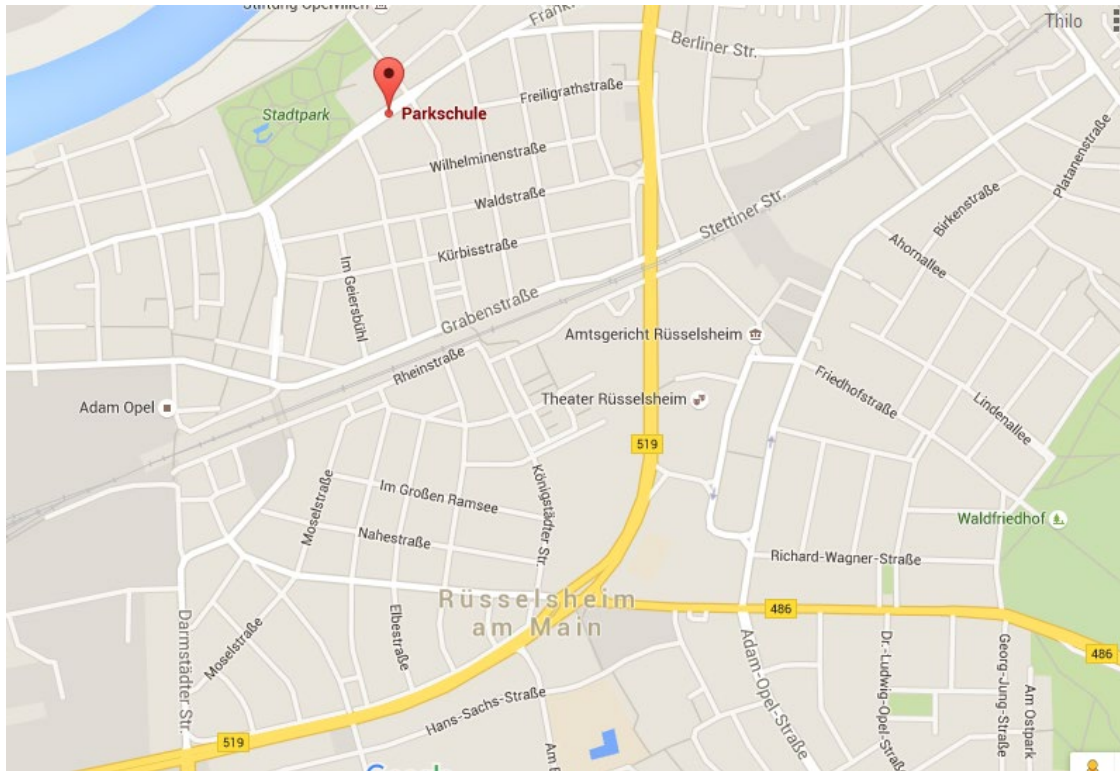 Stiftung Opelvillen
Frankf
Thilo
Berliner Str.
Stadtpark
Parkschule
Freiligrathstraße
Platanenstraße
Wilhelminenstraße
Waldstraße
Stettiner Str.
Birkenstraße
Ahornallee
Kürbisstraße
Im Geiersbühl
Grabenstraße
Amtsgericht Rüsselsheim
Rheinstraße
Friedhofstraße
Adam Opel
Theater Rüsselsheim
Lindenallee
519
Moselstraße
Im Großen Ramsee
Königstädter Str.
Waldfriedhof
Nahestraße
Richard-Wagner-Straße
Rüsselsheim
am Main
486
Darmstädter Str.
Moselstraße
Elbestraße
Adam-Opel-Straße
Dr.-Ludwig-Opel-Straße
Georg-Jung-Straße
486
Am Ostpark
Hans-Sachs-Straße
519
Am B
Google